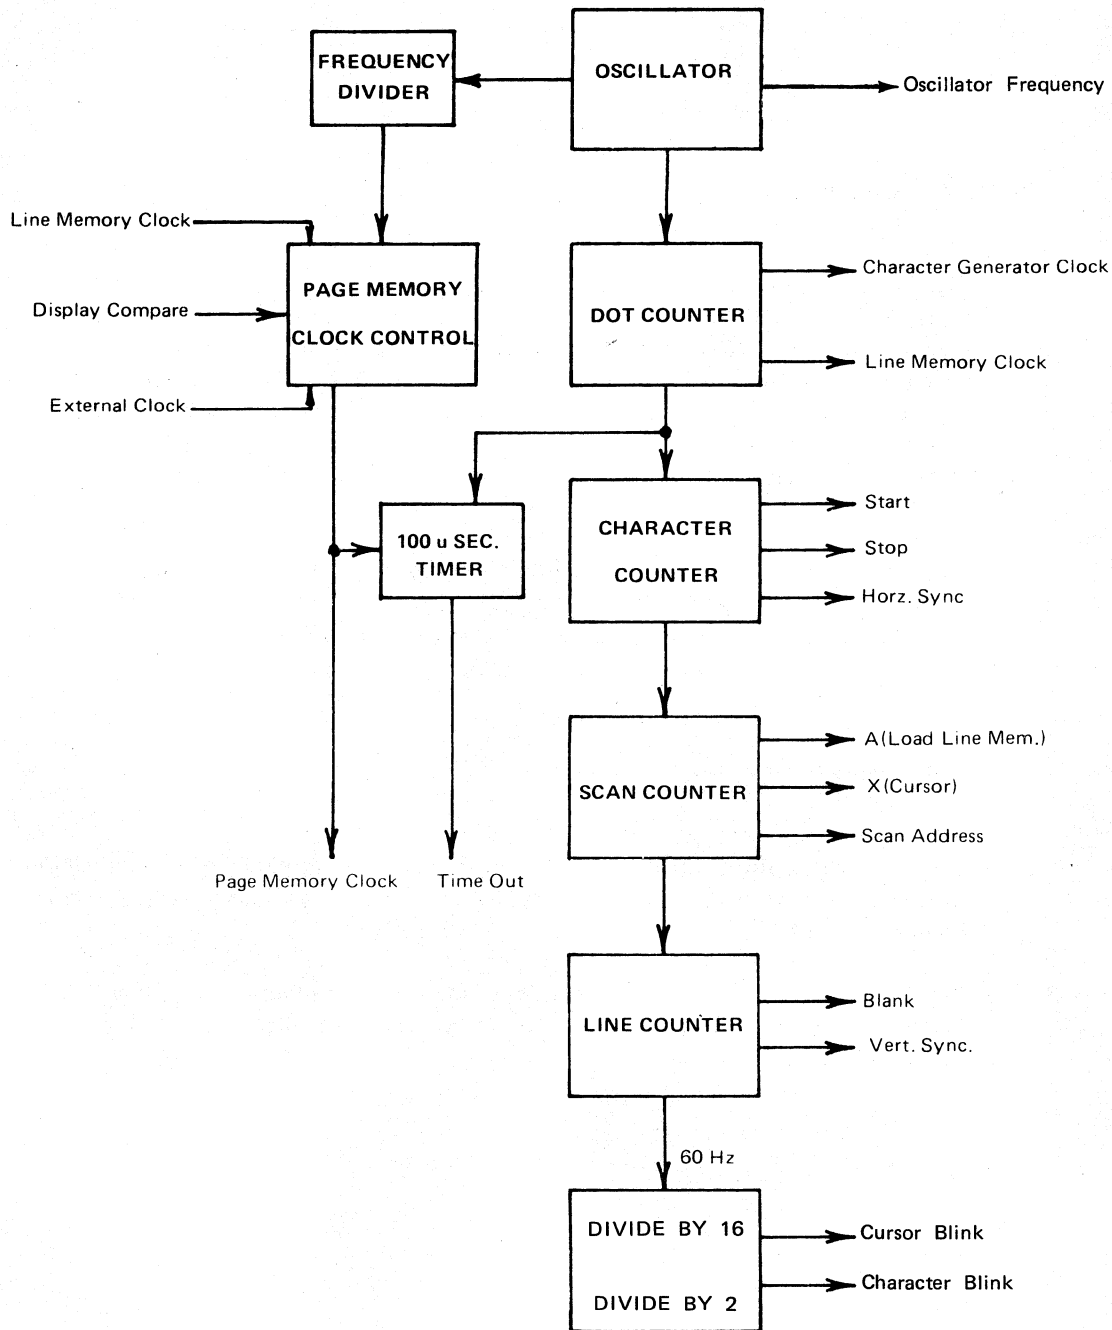 FREQUENCY
DIVIDER
OSCILLATOR
Oscillator Frequency
Line Memory Clock
Display Compare
External Clock
PAGE MEMORY
CLOCK CONTROL
DOT COUNTER
Character Generator Clock
Line Memory Clock
100 u SEC.
TIMER
CHARACTER
COUNTER
Start
Stop
Horz. Sync
SCAN COUNTER
A(Load Line Mem.)
X(Cursor)
Scan Address
Page Memory Clock
Time Out
LINE COUNTER
Blank
Vert. Sync.
60 Hz
DIVIDE BY 16
DIVIDE BY 2
Cursor Blink
Character Blink